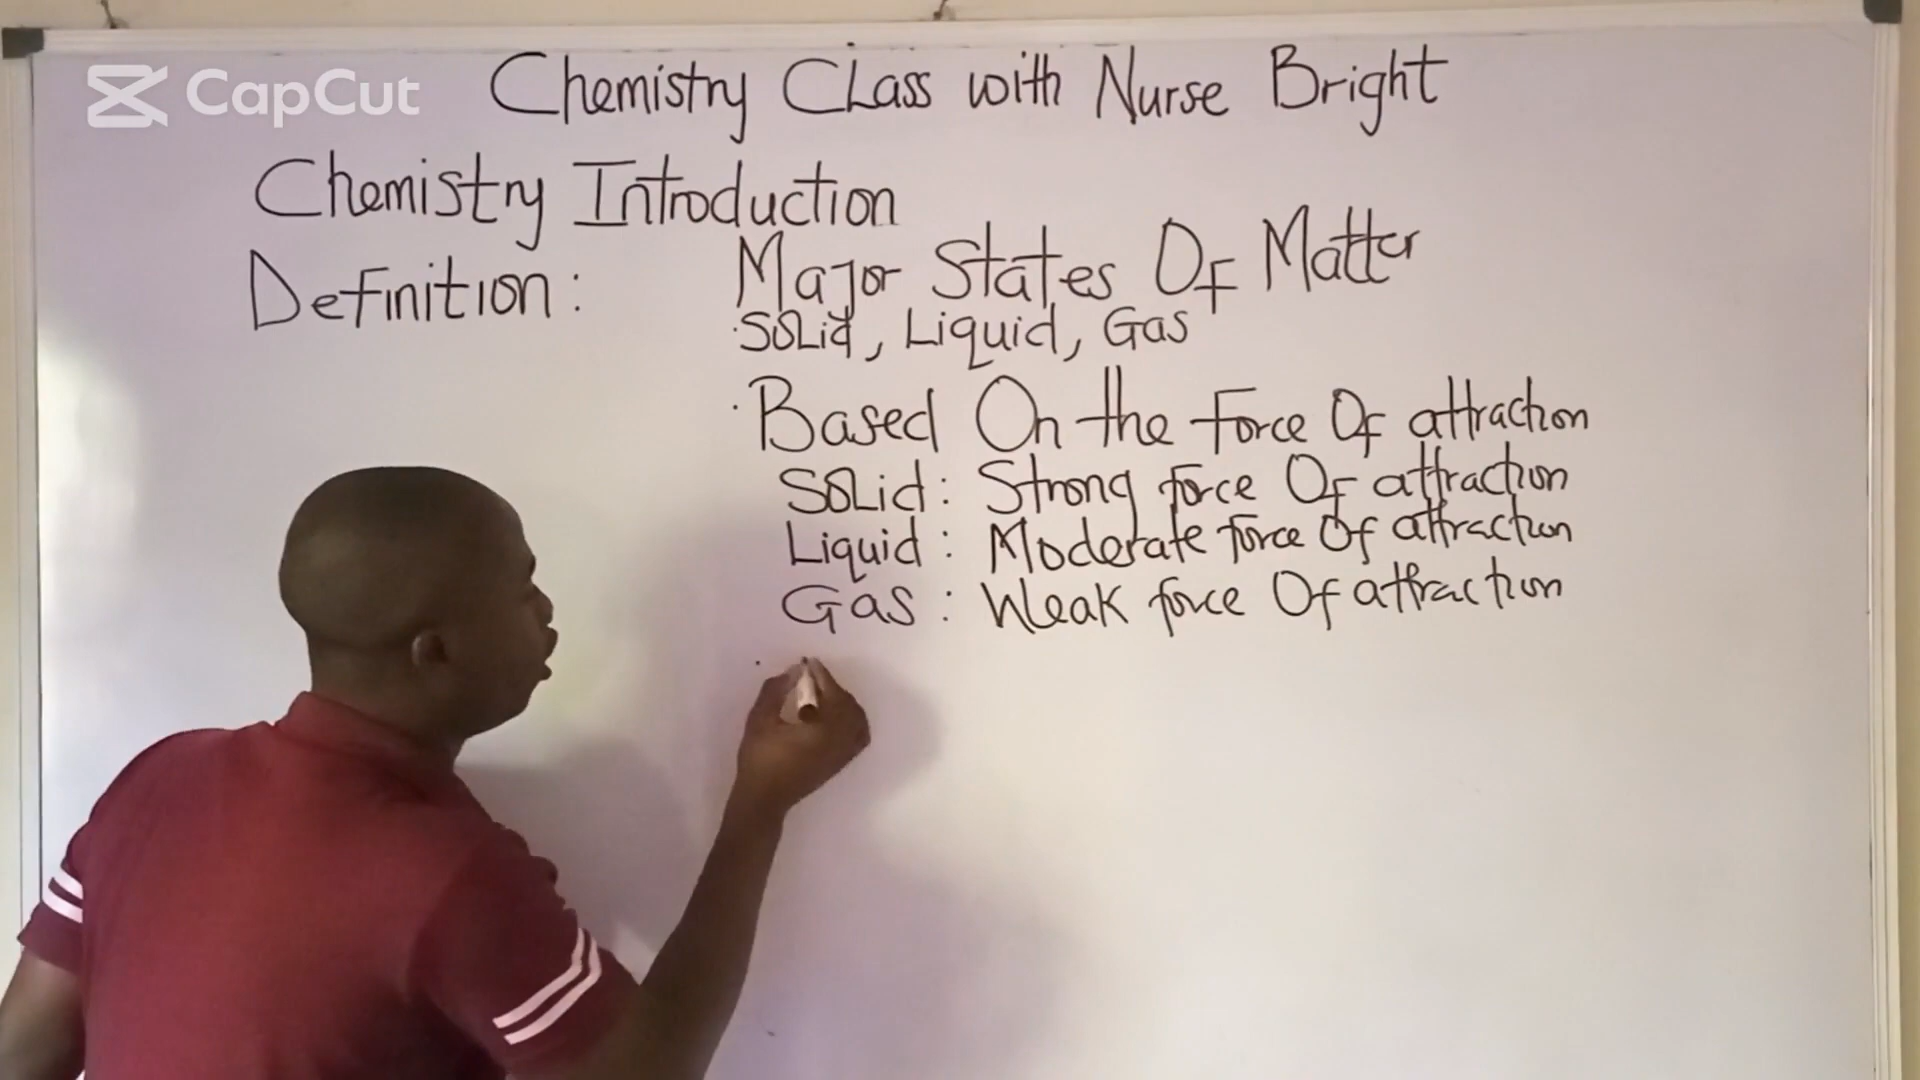 CapCut
Chemistry Class with Nurse Bright
Chemistry Introduction
Definition:
Major States Of Matter
·Solid, Liquid, Gas
·Based On the Force Of attraction
Solid: Strong force Of attraction
Liquid: Moderate force Of attraction
Gas: Weak force Of attraction